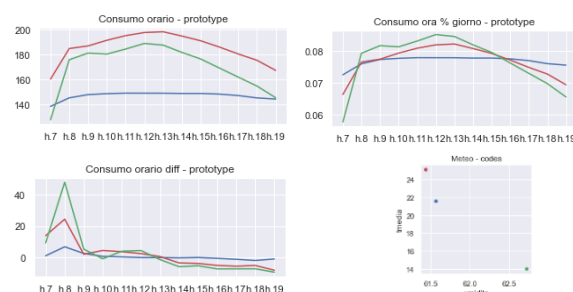 Consumo orario - prototype
200
180
160
140
h.7 h.8 h.9 h.10 h.11 h.12 h.13 h.14 h.15 h.16 h.17 h.18 h.19
Consumo ora % giorno - prototype
0.08
0.07
0.06
h.7 h.8 h.9 h.10 h.11 h.12 h.13 h.14 h.15 h.16 h.17 h.18 h.19
Consumo orario diff - prototype
40
20
0
h.7 h.8 h.9 h.10 h.11 h.12 h.13 h.14 h.15 h.16 h.17 h.18 h.19
Meteo - codes
24
22
20
18
16
14
tmedia
61.5 62.0 62.5